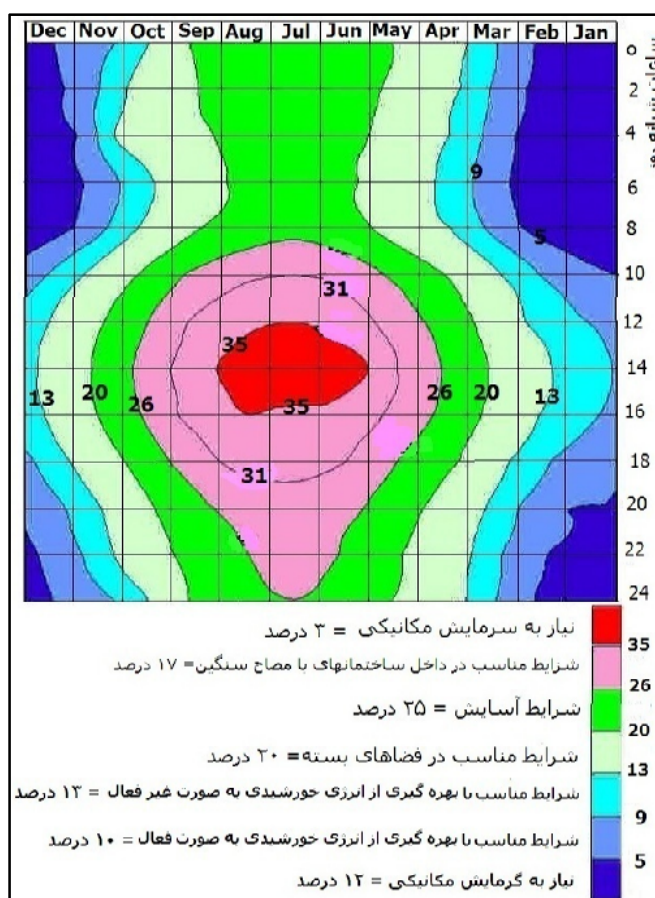 Dec Nov Oct Sep Aug Jul Jun May Apr Mar Feb Jan
ساعات شبانه
0
2
4
6
8
10
12
14
16
18
20
22
24
9
5
31
35
13 20 26 35 26 20 13
31
نیاز به سرمایش مکانیکی = ۳ درصد
شرایط مناسب در داخل ساختمانهای با مصالح سنگین= ۱۷ درصد
شرایط آسایش = ۲۵ درصد
شرایط مناسب در فضاهای بسته= ۲۰ درصد
شرایط مناسب با بهره گیری از انرژی خورشیدی به صورت غیر فعال = ۱۳ درصد
شرایط مناسب با بهره گیری از انرژی خورشیدی به صورت فعال = ۱۰ درصد
نیاز به گرمایش مکانیکی = ۱۲ درصد
35
26
20
13
9
5